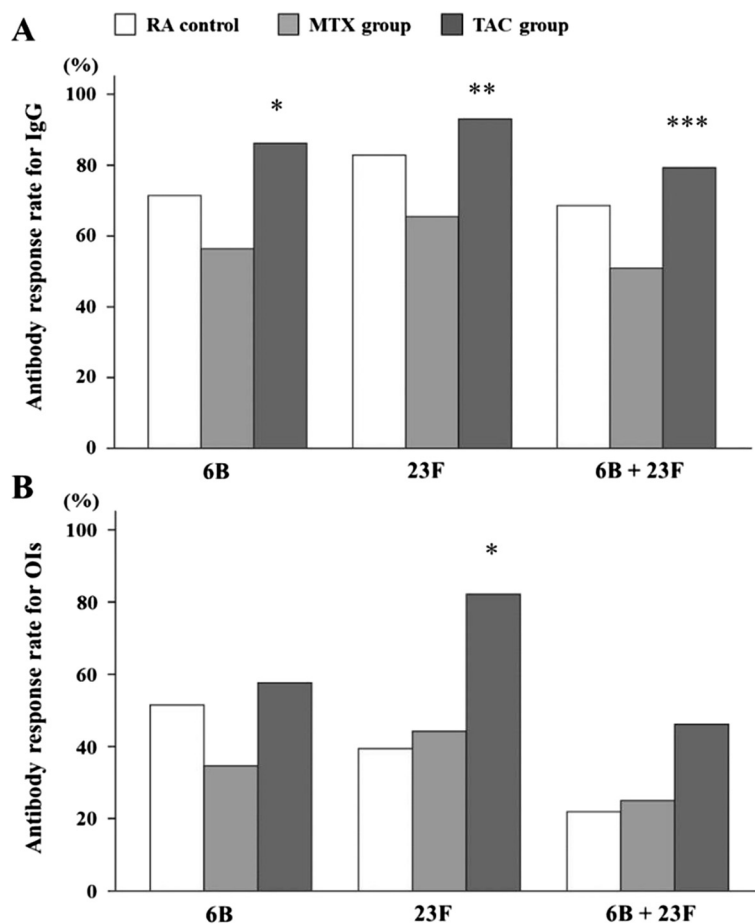 A
RA control MTX group TAC group
(%)
Antibody response rate for IgG
100
80
60
40
20
0
*
**
***
6B 23F 6B + 23F
B
(%)
Antibody response rate for OIs
100
80
60
40
20
0
*
6B 23F 6B + 23F